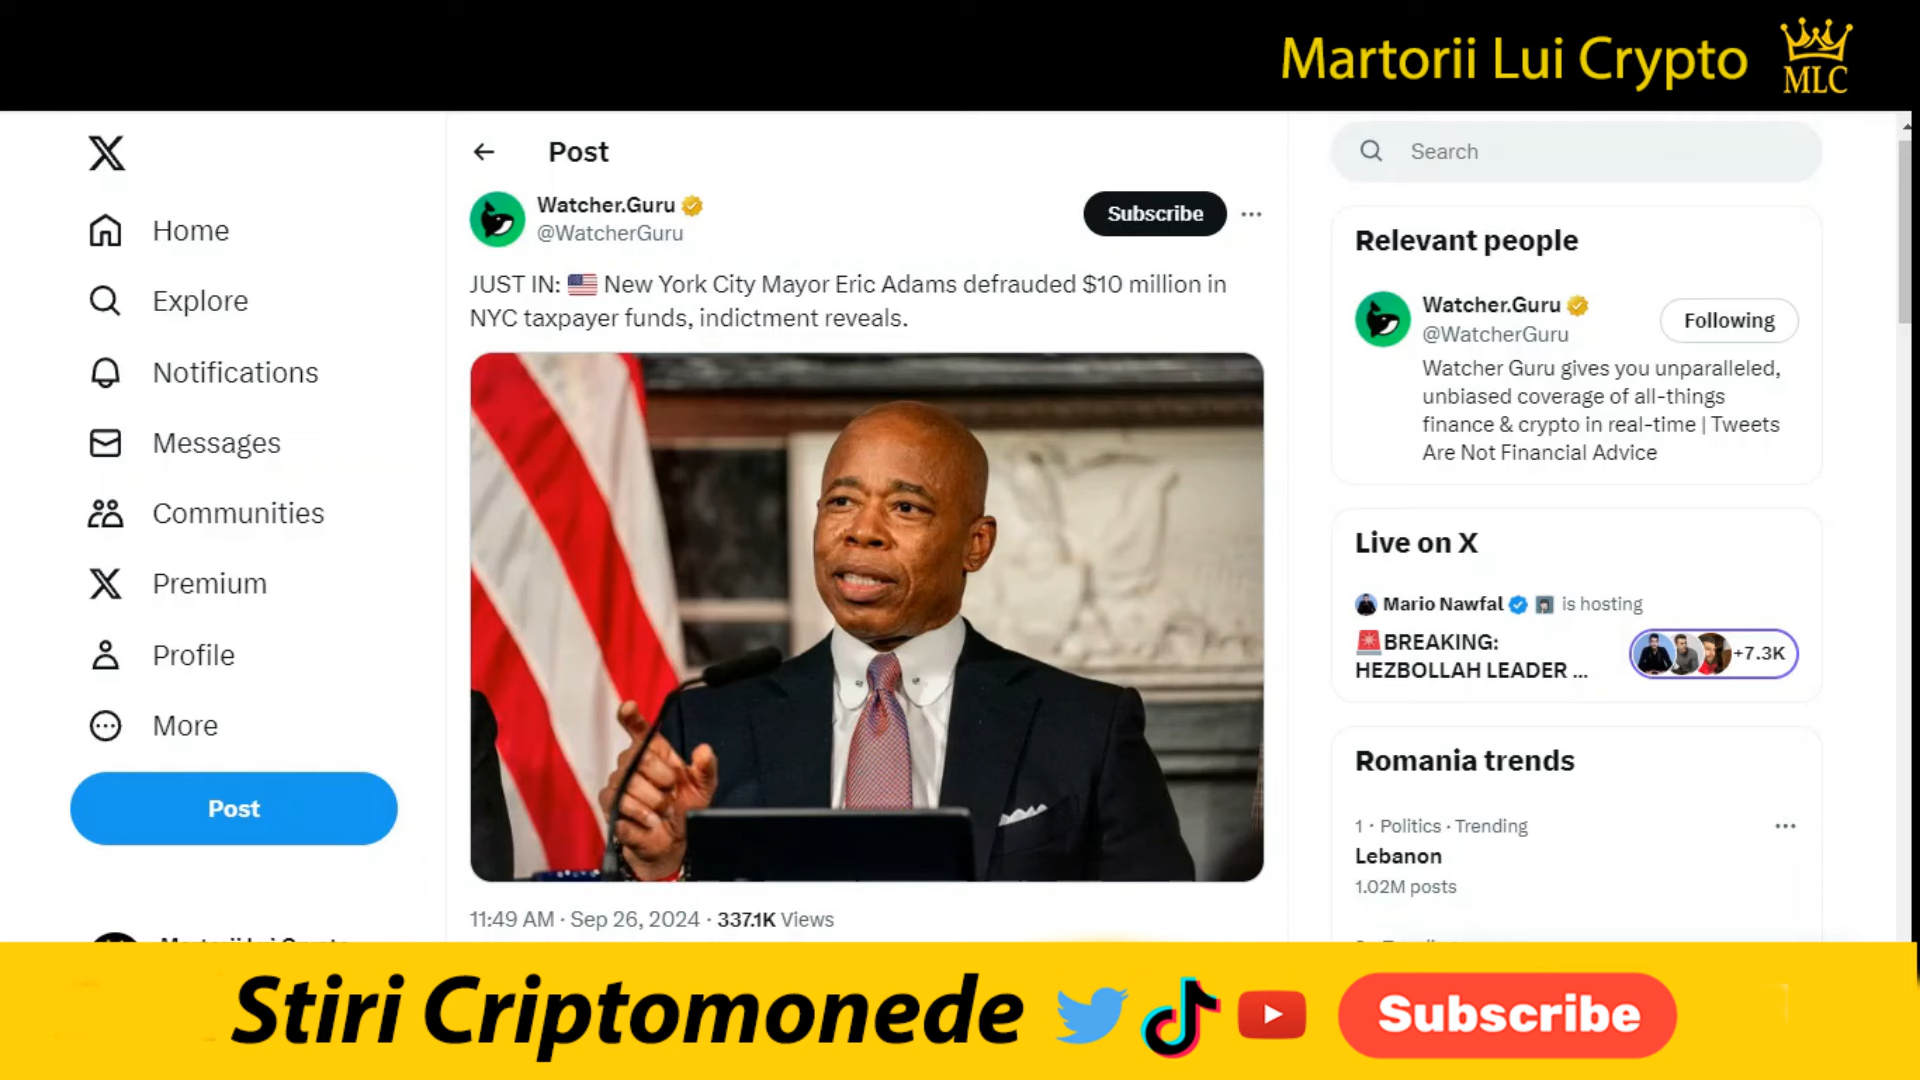 Martorii Lui Crypto
MLC
Home
Explore
Notifications
Messages
Communities
Premium
Profile
More
Post
Post
Watcher.Guru
@WatcherGuru
Subscribe
JUST IN: 🇺🇸 New York City Mayor Eric Adams defrauded $10 million in
NYC taxpayer funds, indictment reveals.
11:49 AM · Sep 26, 2024 · 337.1K Views
Search
Relevant people
Watcher.Guru
@WatcherGuru
Following
Watcher Guru gives you unparalleled,
unbiased coverage of all-things
finance & crypto in real-time | Tweets
Are Not Financial Advice
Live on X
Mario Nawfal is hosting
🚨BREAKING:
HEZBOLLAH LEADER ...
+7.3K
Romania trends
1 · Politics · Trending
Lebanon
1.02M posts
Stiri Criptomonede
Subscribe